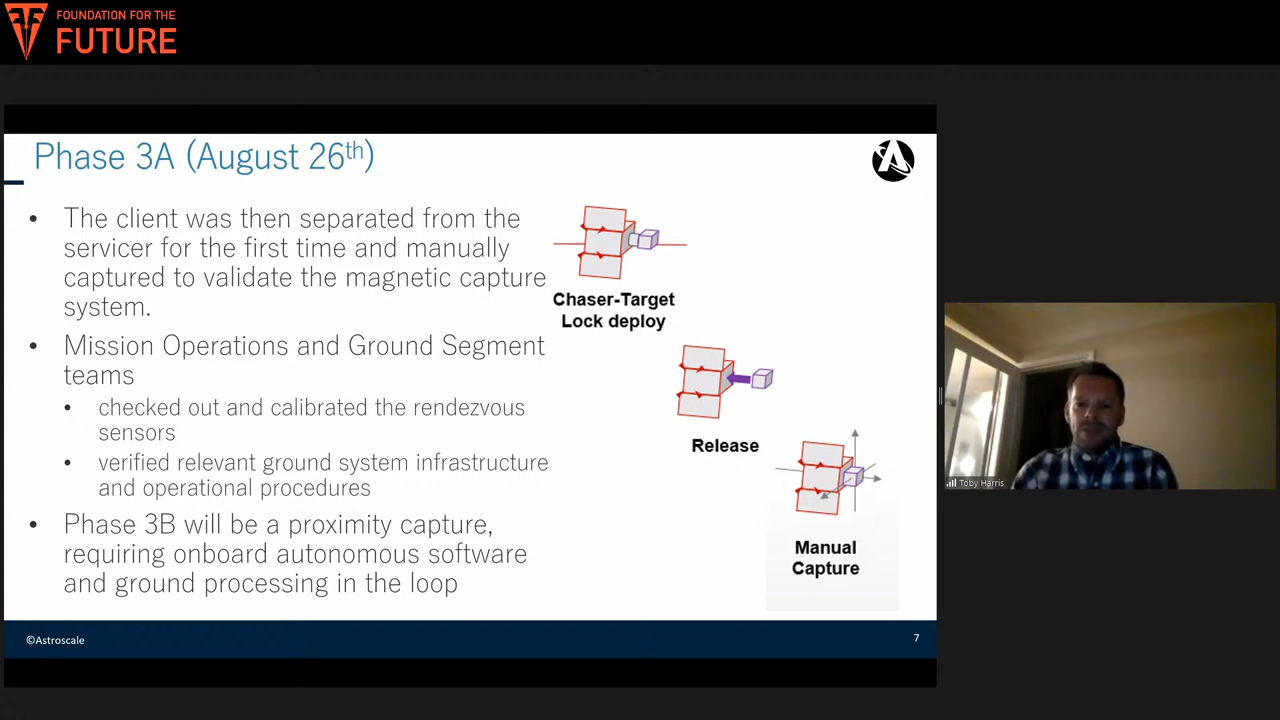 FOUNDATION FOR THE
FUTURE
Phase 3A (August 26th)
• The client was then separated from the
servicer for the first time and manually
captured to validate the magnetic capture
system.
• Mission Operations and Ground Segment
teams
• checked out and calibrated the rendezvous
sensors
• verified relevant ground system infrastructure
and operational procedures
• Phase 3B will be a proximity capture,
requiring onboard autonomous software
and ground processing in the loop
Chaser-Target
Lock deploy
Release
Manual
Capture
©Astroscale
7
Toby Harris